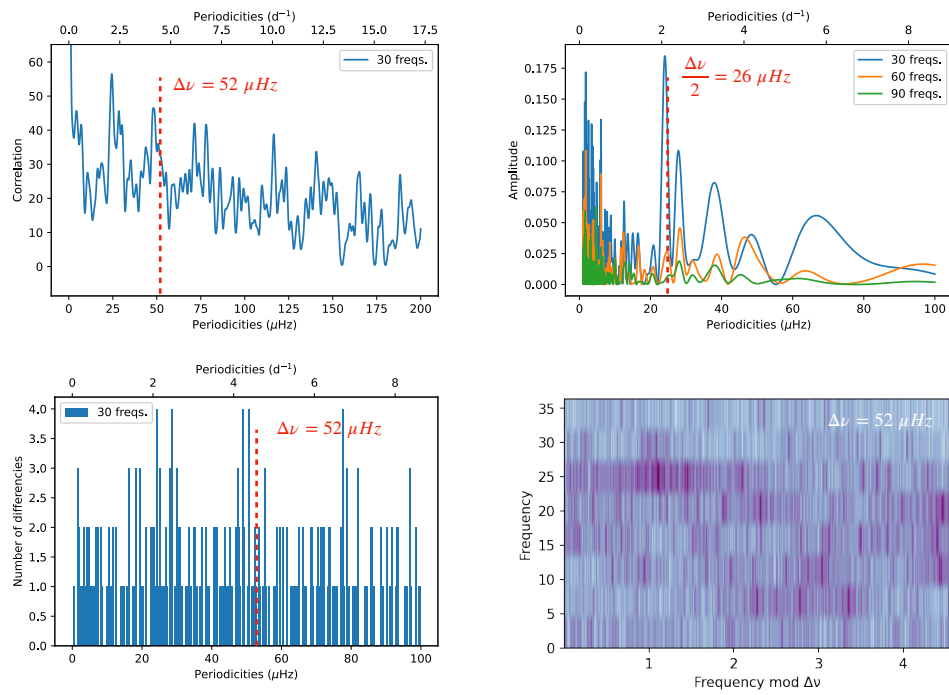 Periodicities (d⁻¹)
0.0 2.5 5.0 7.5 10.0 12.5 15.0 17.5
60
50
40
30
20
10
0
Correlation
30 freqs.
Δν = 52 μHz
0 25 50 75 100 125 150 175 200
Periodicities (μHz)
Periodicities (d⁻¹)
0 2 4 6 8
0.175
0.150
0.125
0.100
0.075
0.050
0.025
0.000
Amplitude
Δν
— = 26 μHz
2
30 freqs.
60 freqs.
90 freqs.
0 20 40 60 80 100
Periodicities (μHz)
Periodicities (d⁻¹)
0 2 4 6 8
4.0
3.5
3.0
2.5
2.0
1.5
1.0
0.5
0.0
Number of differencies
30 freqs.
Δν = 52 μHz
0 20 40 60 80 100
Periodicities (μHz)
35
30
25
20
15
10
5
0
Frequency
Δν = 52 μHz
1 2 3 4
Frequency mod Δν